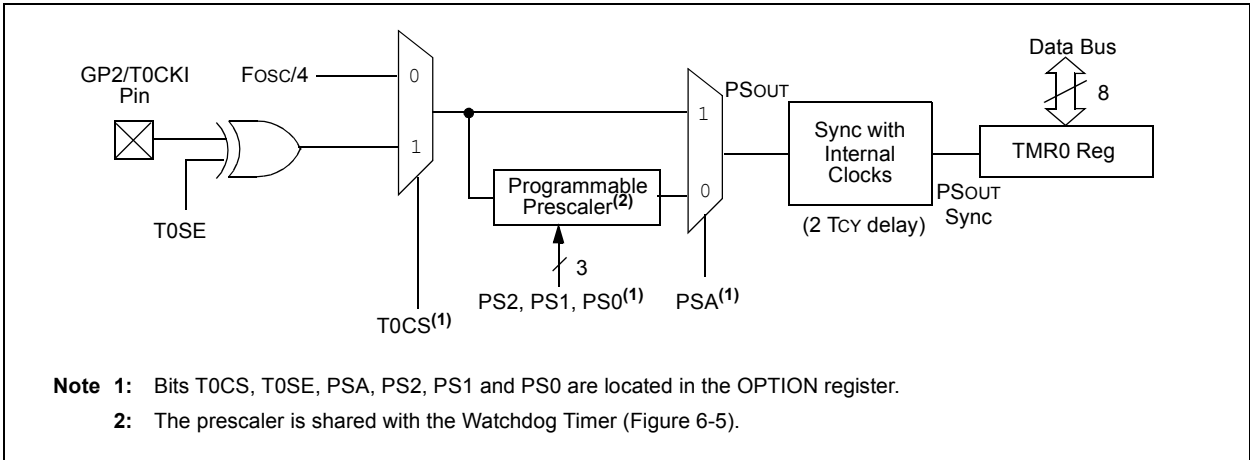 Data Bus
GP2/T0CKI
Pin
FOSC/4
0
1
T0SE
T0CS(1)
Programmable
Prescaler(2)
3
PS2, PS1, PS0(1)
1
0
PSOUT
PSA(1)
Sync with
Internal
Clocks
(2 TCY delay)
PSOUT
Sync
8
TMR0 Reg
Note 1: Bits T0CS, T0SE, PSA, PS2, PS1 and PS0 are located in the OPTION register.
2: The prescaler is shared with the Watchdog Timer (Figure 6-5).